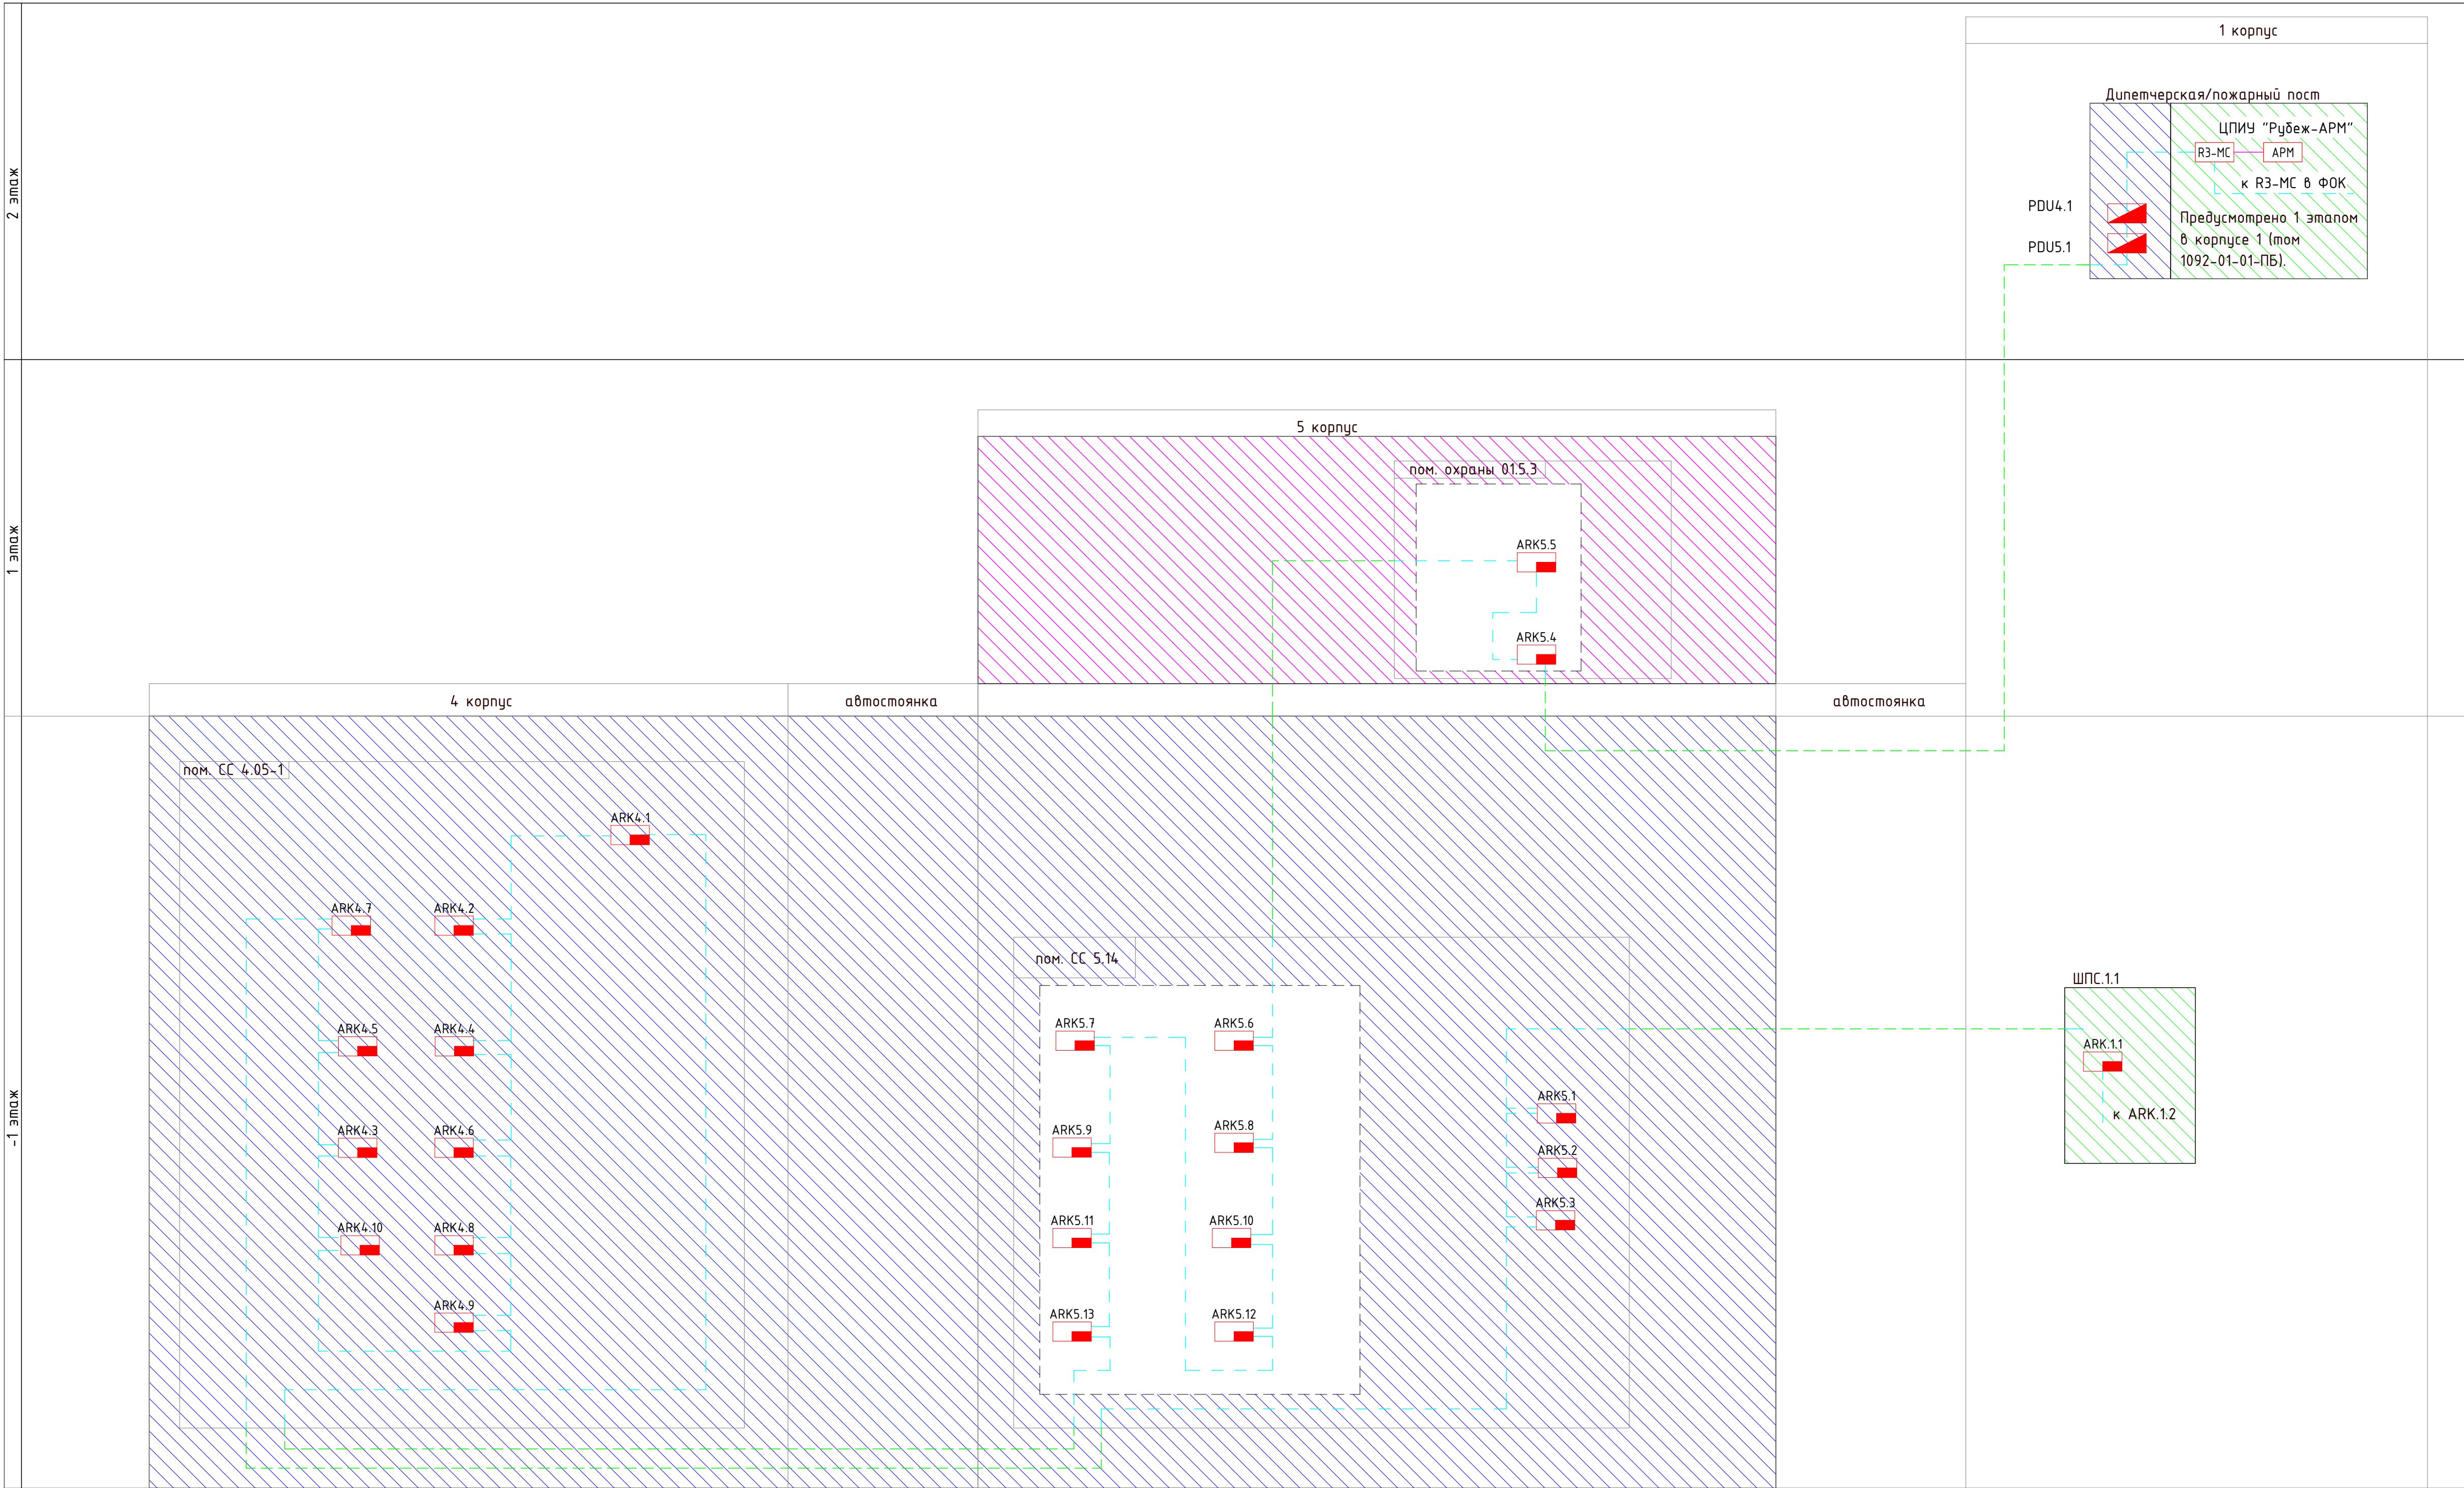 2 этаж
1 корпус
Дипетчерская/пожарный пост
ЦПИУ "Рубеж-АРМ"
R3-МС
АРМ
к R3-МС в ФОК
PDU4.1
PDU5.1
Предусмотрено 1 этапом
в корпусе 1 (том
1092-01-01-ПБ).
1 этаж
5 корпус
пом. охраны 01.5.3
ARK5.5
ARK5.4
4 корпус
автостоянка
автостоянка
-1 этаж
пом. СС 4.05-1
ARK4.1
ARK4.7
ARK4.2
ARK4.5
ARK4.4
ARK4.3
ARK4.6
ARK4.10
ARK4.8
ARK4.9
пом. СС 5.14
ARK5.7
ARK5.6
ARK5.9
ARK5.8
ARK5.11
ARK5.10
ARK5.13
ARK5.12
ARK5.1
ARK5.2
ARK5.3
ШПС.1.1
ARK.1.1
к ARK.1.2